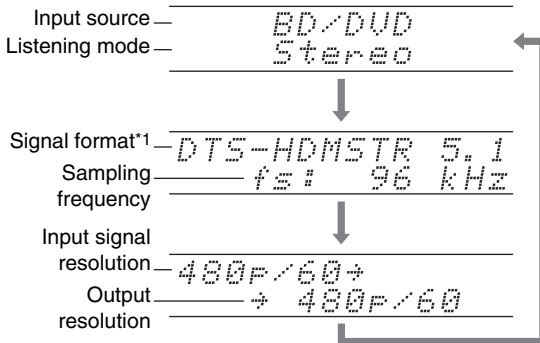 Input source
BD/DVD
Listening mode
Stereo
Signal format*1
DTS-HDMSTR 5.1
Sampling
frequency
fs: 96 kHz
Input signal
resolution
480p/60→
Output
resolution
→ 480p/60